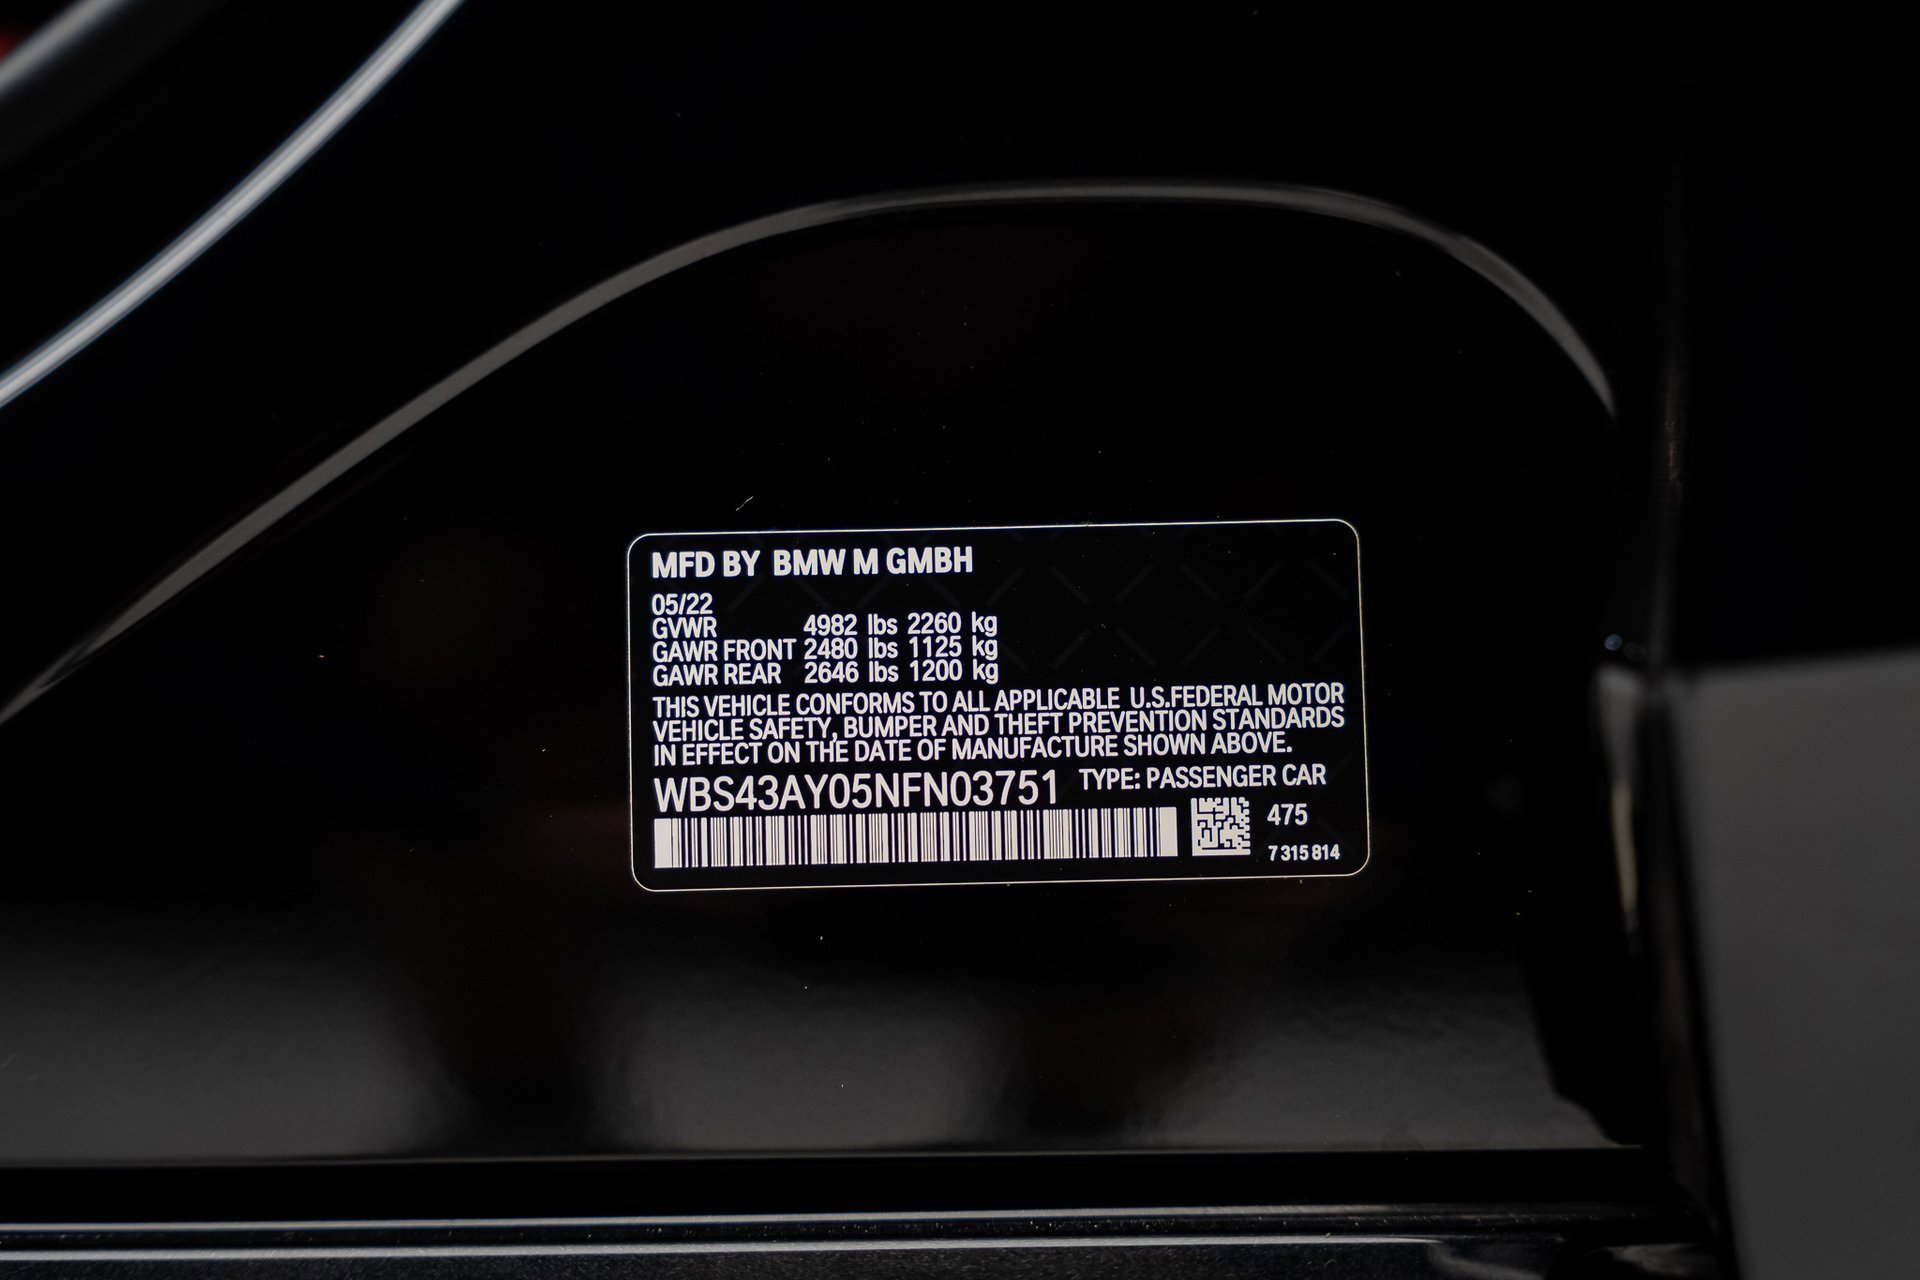 MFD BY BMW M GMBH
05/22
GVWR 4982 lbs 2260 kg
GAWR FRONT 2480 lbs 1125 kg
GAWR REAR 2646 lbs 1200 kg
THIS VEHICLE CONFORMS TO ALL APPLICABLE U.S.FEDERAL MOTOR
VEHICLE SAFETY, BUMPER AND THEFT PREVENTION STANDARDS
IN EFFECT ON THE DATE OF MANUFACTURE SHOWN ABOVE.
WBS43AY05NFN03751 TYPE: PASSENGER CAR
475
7 315 814